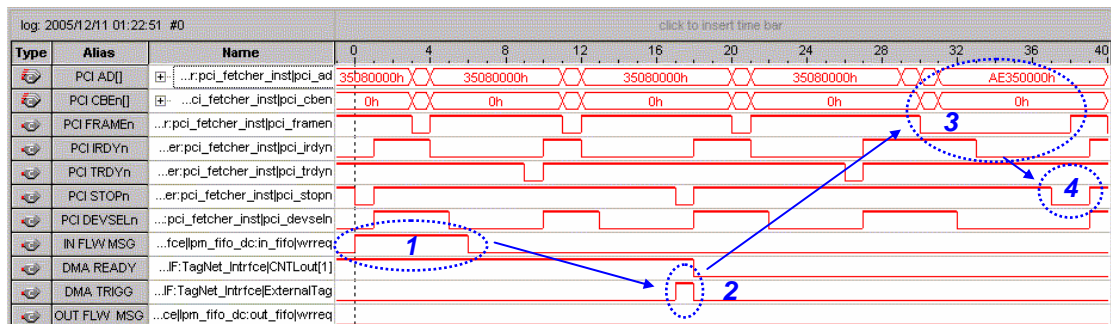 log: 2005/12/11 01:22:51 #0 click to insert time bar
Type Alias Name 0 4 8 12 16 20 24 28 32 36 40
PCI AD[] ...r:pci_fetcher_inst|pci_ad 35080000h 35080000h 35080000h 35080000h AE350000h
PCI CBEn[] ...ci_fetcher_inst|pci_cben 0h 0h 0h 0h 0h
PCI FRAMEn ...r:pci_fetcher_inst|pci_framen 3
PCI IRDYn ...er:pci_fetcher_inst|pci_irdyn
PCI TRDYn ...er:pci_fetcher_inst|pci_trdyn
PCI STOPn ...er:pci_fetcher_inst|pci_stopn 4
PCI DEVSELn ...:pci_fetcher_inst|pci_devseln
IN FLW MSG ...fce|lpm_fifo_dc:in_fifo|wrreq 1
DMA READY ...IF:TagNet_Intrfce|CNTLout[1]
DMA TRIGG ...IF:TagNet_Intrfce|ExternalTag 2
OUT FLW MSG ...ce|lpm_fifo_dc:out_fifo|wrreq